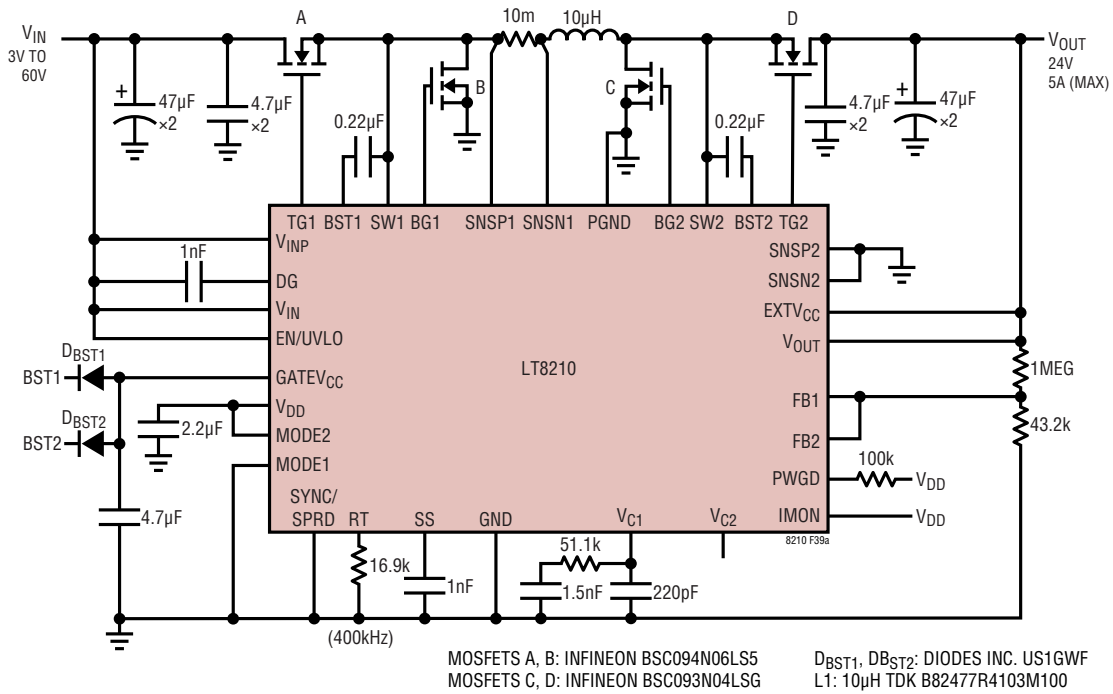 A
10m
10µH
D
VIN
3V TO
60V
VOUT
24V
5A (MAX)
+
47µF
×2
4.7µF
×2
B
C
0.22µF
0.22µF
4.7µF
×2
+
47µF
×2
TG1 BST1 SW1 BG1 SNSP1 SNSN1 PGND BG2 SW2 BST2 TG2
VINP
1nF
DG
VIN
EN/UVLO
SNSP2
SNSN2
EXTVCC
VOUT
LT8210
DBST1
BST1
GATEVCC
DBST2
BST2
VDD
2.2µF
MODE2
MODE1
1MEG
FB1
43.2k
FB2
100k
PWGD
VDD
IMON
VDD
4.7µF
SYNC/
SPRD RT SS GND VC1 VC2
8210 F39a
16.9k
1nF
51.1k
1.5nF
220pF
(400kHz)
MOSFETS A, B: INFINEON BSC094N06LS5
MOSFETS C, D: INFINEON BSC093N04LSG
DBST1, DBST2: DIODES INC. US1GWF
L1: 10µH TDK B82477R4103M100